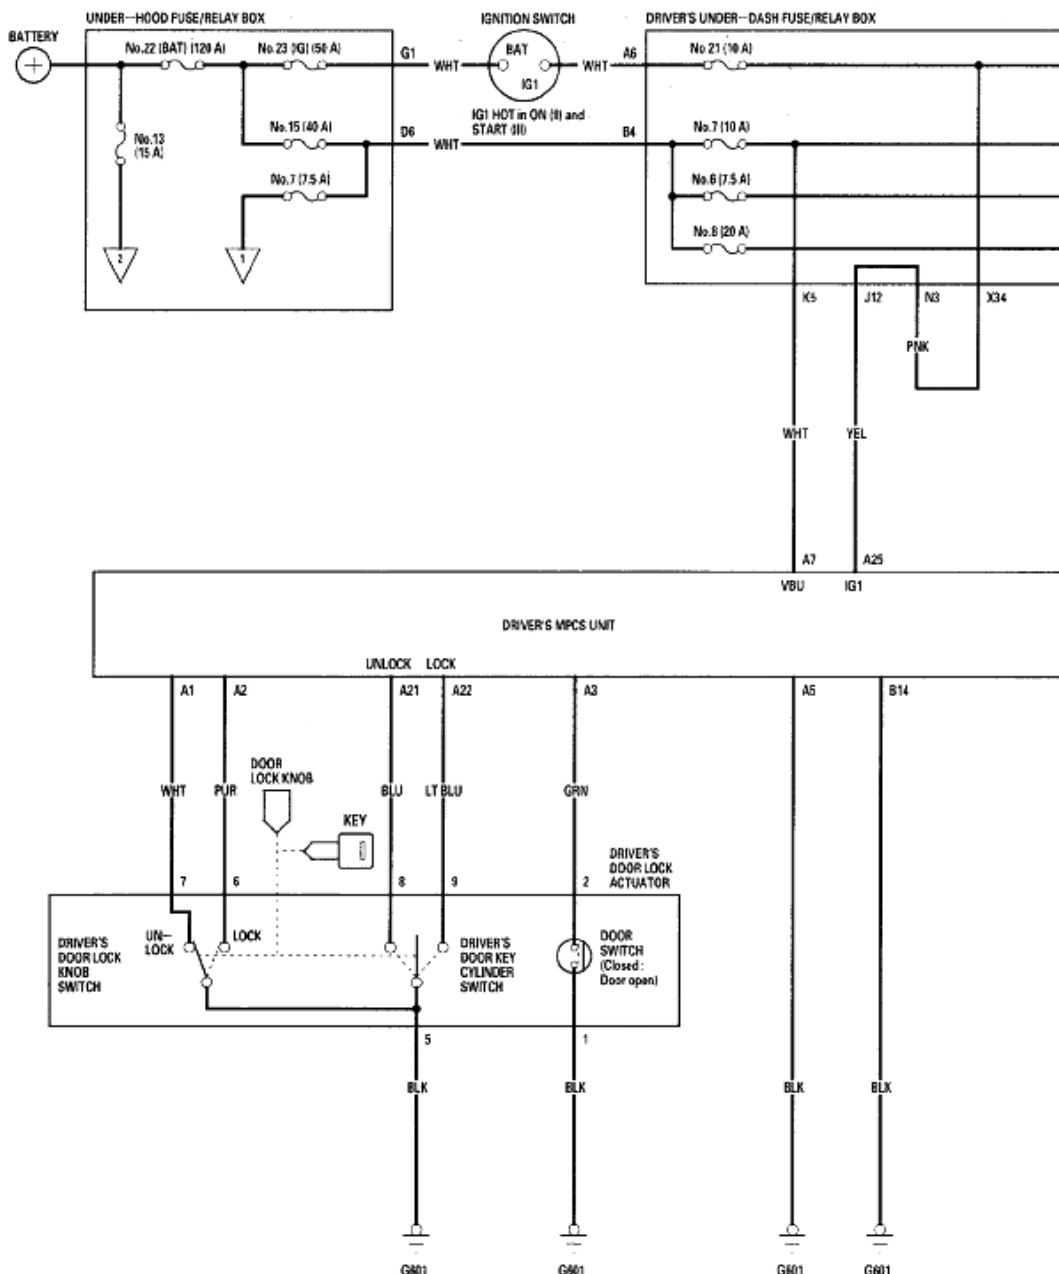 UNDER-HOOD FUSE/RELAY BOX
IGNITION SWITCH
DRIVER'S UNDER-DASH FUSE/RELAY BOX
BATTERY
No.22 (BAT) (120 A)
No.23 (IG) (50 A)
G1
WHT
BAT
IG1
WHT
A6
No.21 (10 A)
IG1 HOT in ON (II) and
START (III)
No.13
(15 A)
No.15 (40 A)
D6
WHT
B4
No.7 (10 A)
No.7 (7.5 A)
No.6 (7.5 A)
No.8 (20 A)
2
1
K5
J12
N3
X34
PNK
WHT
YEL
A7
A25
VBU
IG1
DRIVER'S MPCS UNIT
UNLOCK
LOCK
A1
A2
A21
A22
A3
A5
B14
DOOR
LOCK KNOB
WHT
PUR
BLU
LT BLU
GRN
KEY
DRIVER'S
DOOR LOCK
ACTUATOR
7
6
8
9
2
DRIVER'S
DOOR LOCK
KNOB
SWITCH
UN-
LOCK
LOCK
DRIVER'S
DOOR KEY
CYLINDER
SWITCH
DOOR
SWITCH
(Closed:
Door open)
5
1
BLK
BLK
BLK
BLK
G601
G601
G601
G601